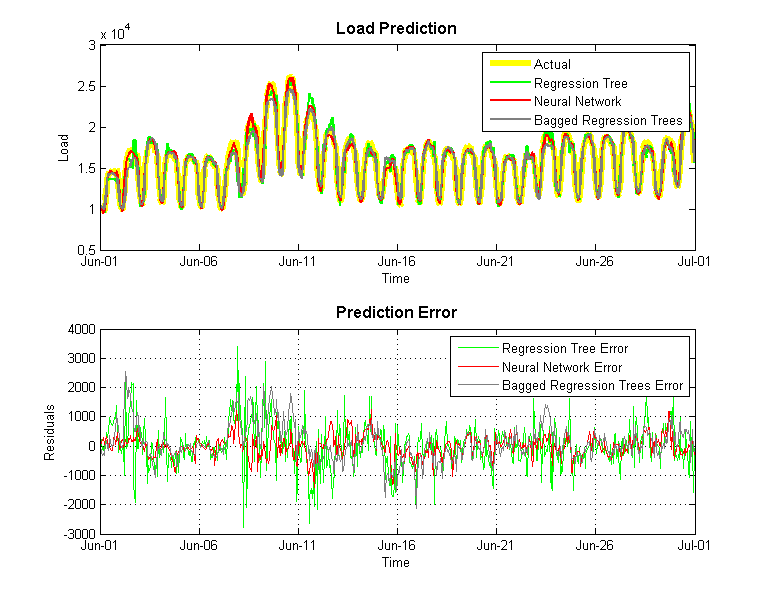 Load Prediction
x 10^4
3
2.5
2
1.5
1
0.5
Load
Actual
Regression Tree
Neural Network
Bagged Regression Trees
Jun-01 Jun-06 Jun-11 Jun-16 Jun-21 Jun-26 Jul-01
Time
Prediction Error
4000
3000
2000
1000
0
-1000
-2000
-3000
Residuals
Regression Tree Error
Neural Network Error
Bagged Regression Trees Error
Jun-01 Jun-06 Jun-11 Jun-16 Jun-21 Jun-26 Jul-01
Time